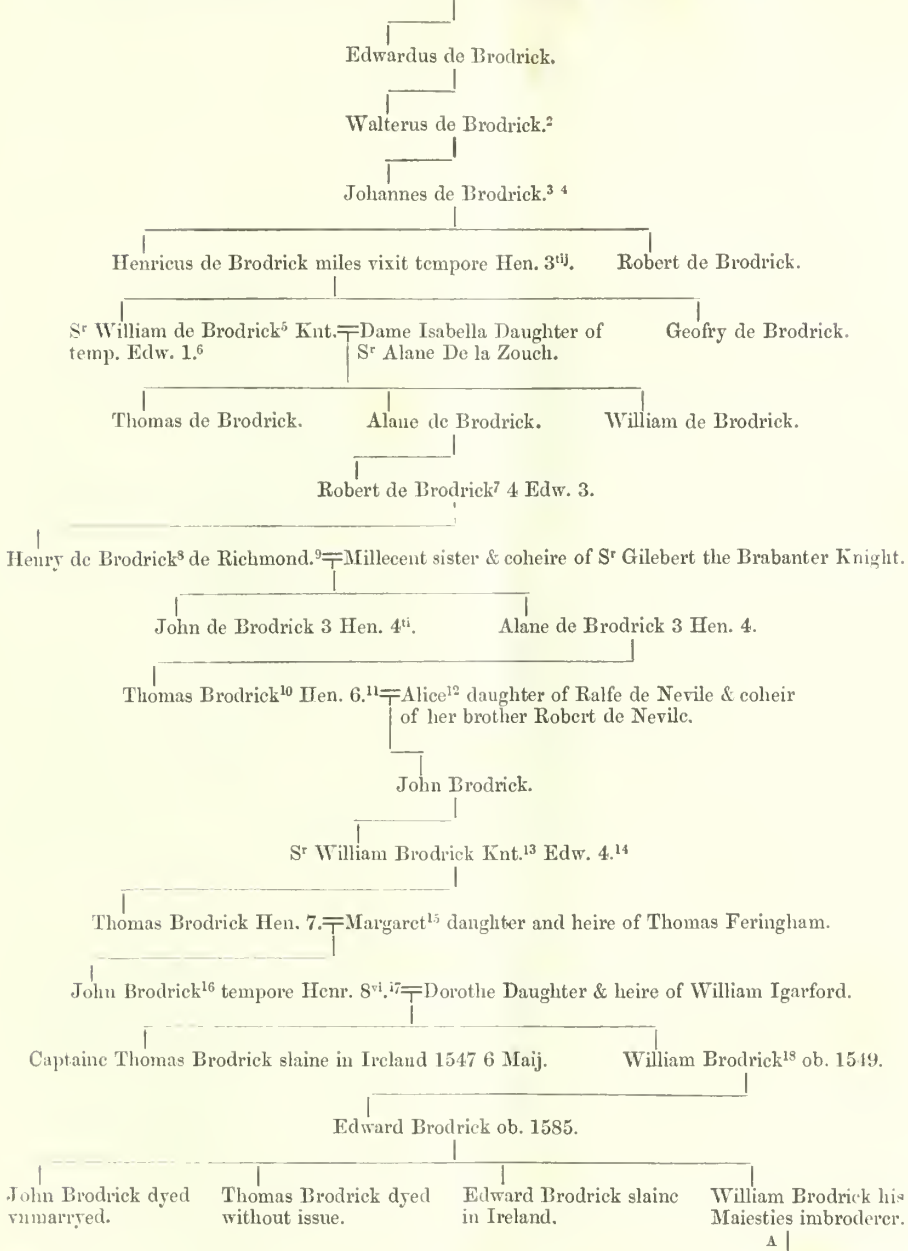 Edwardus de Brodrick.
Walterus de Brodrick.²
Johannes de Brodrick.³ ⁴
Henricus de Brodrick miles vixit tempore Hen. 3ᵗⁱʲ. Robert de Brodrick.
Sʳ William de Brodrick⁵ Knt.╤Dame Isabella Daughter of Geofry de Brodrick.
temp. Edw. 1.⁶ Sʳ Alane De la Zouch.
Thomas de Brodrick. Alane de Brodrick. William de Brodrick.
Robert de Brodrick⁷ 4 Edw. 3.
Henry de Brodrick⁸ de Richmond.⁹╤Millecent sister & coheire of Sʳ Gilebert the Brabanter Knight.
John de Brodrick 3 Hen. 4ᵗⁱ. Alane de Brodrick 3 Hen. 4.
Thomas Brodrick¹⁰ Hen. 6.¹¹╤Alice¹² daughter of Ralfe de Nevile & coheir
of her brother Robert de Nevile.
John Brodrick.
Sʳ William Brodrick Knt.¹³ Edw. 4.¹⁴
Thomas Brodrick Hen. 7.╤Margaret¹⁵ daughter and heire of Thomas Feringham.
John Brodrick¹⁶ tempore Henr. 8ᵛⁱ.¹⁷╤Dorothe Daughter & heire of William Igarford.
Captaine Thomas Brodrick slaine in Ireland 1547 6 Maij. William Brodrick¹⁸ ob. 1549.
Edward Brodrick ob. 1585.
John Brodrick dyed Thomas Brodrick dyed Edward Brodrick slaine William Brodrick his
vnmarryed. without issue. in Ireland. Maiesties imbroderer.
A